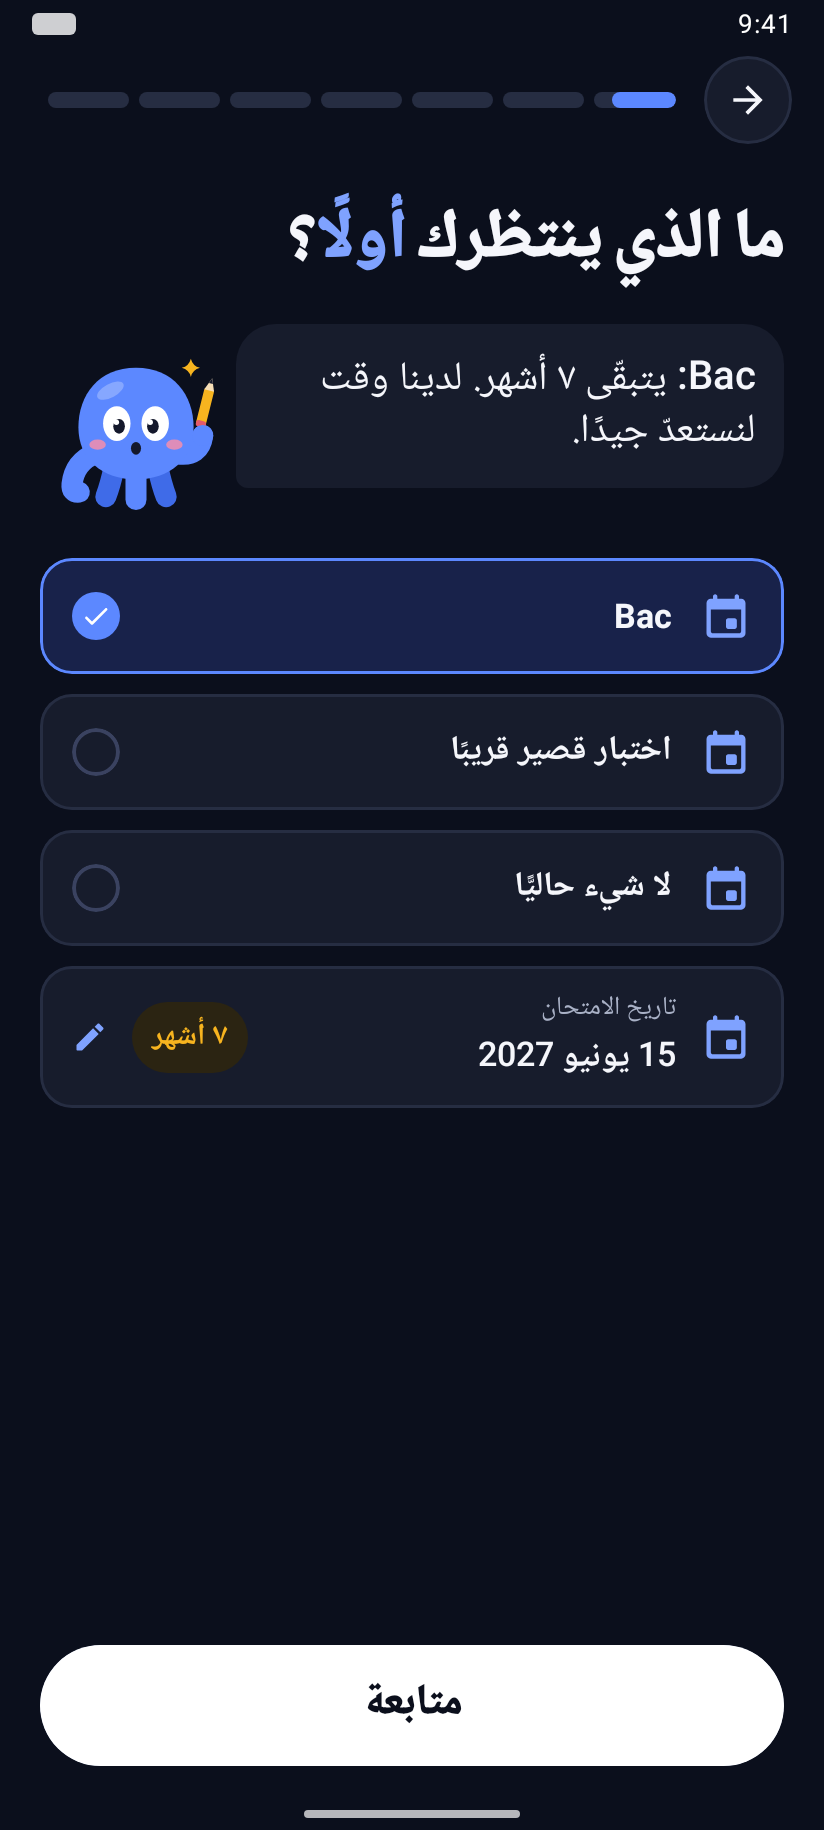 9:41
ما الذي ينتظرك أولًا؟
Bac: يتبقّى ٧ أشهر. لدينا وقت
لنستعدّ جيدًا.
Bac
اختبار قصير قريبًا
لا شيء حاليًّا
تاريخ الامتحان
15 يونيو 2027
٧ أشهر
متابعة